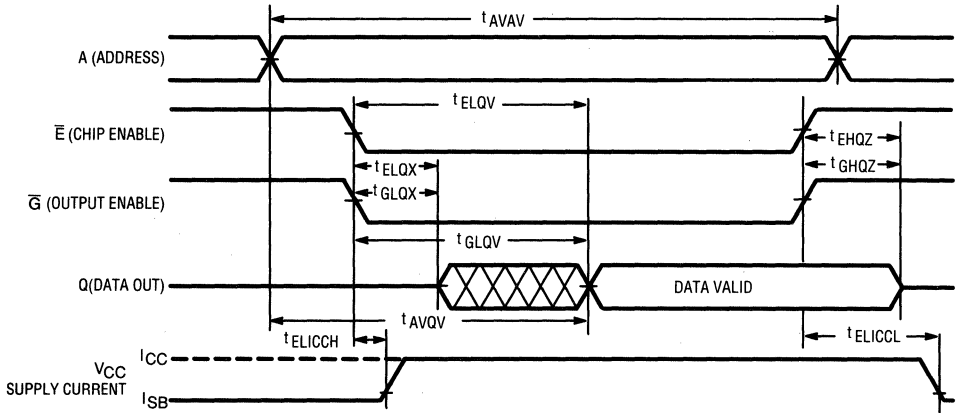 tAVAV
A (ADDRESS)
tELQV
E̅ (CHIP ENABLE)
tEHQZ
tELQX
tGHQZ
tGLQX
G̅ (OUTPUT ENABLE)
tGLQV
Q(DATA OUT)
DATA VALID
tAVQV
tELICCH
tELICCL
ICC
VCC
SUPPLY CURRENT
ISB